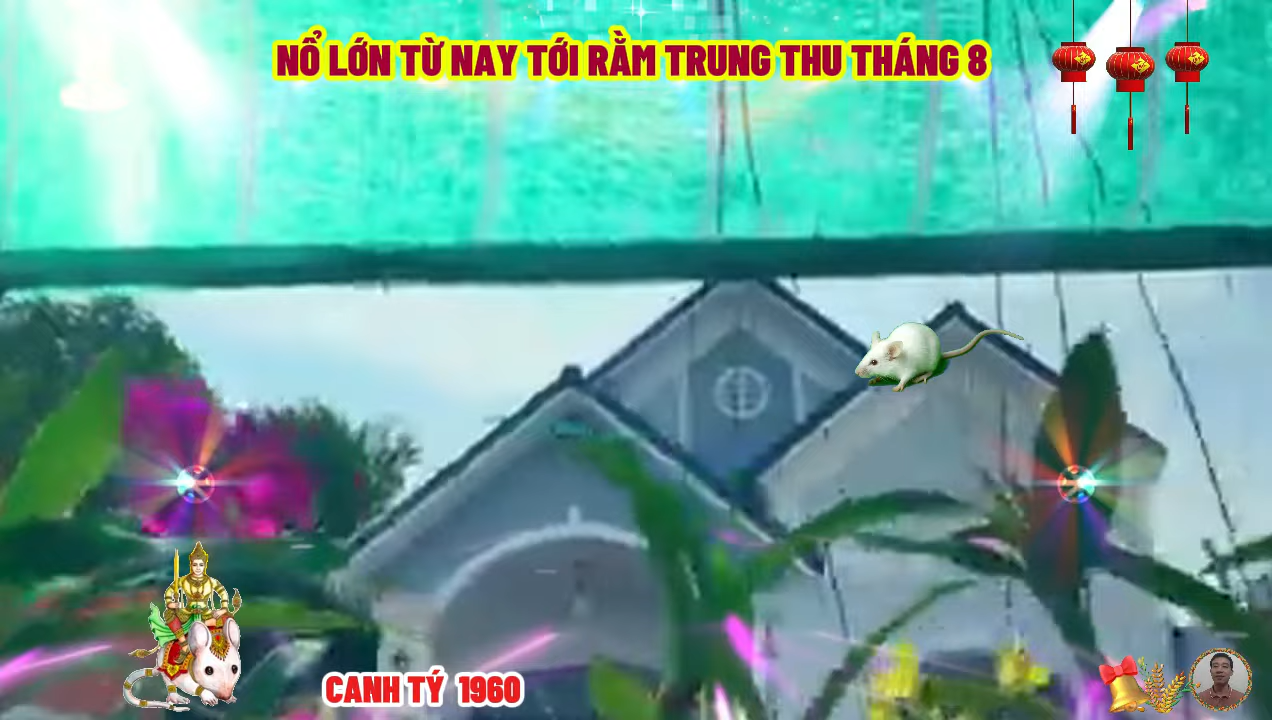 NỔ LỚN TỪ NAY TỚI RẰM TRUNG THU THÁNG 8
CANH TÝ 1960